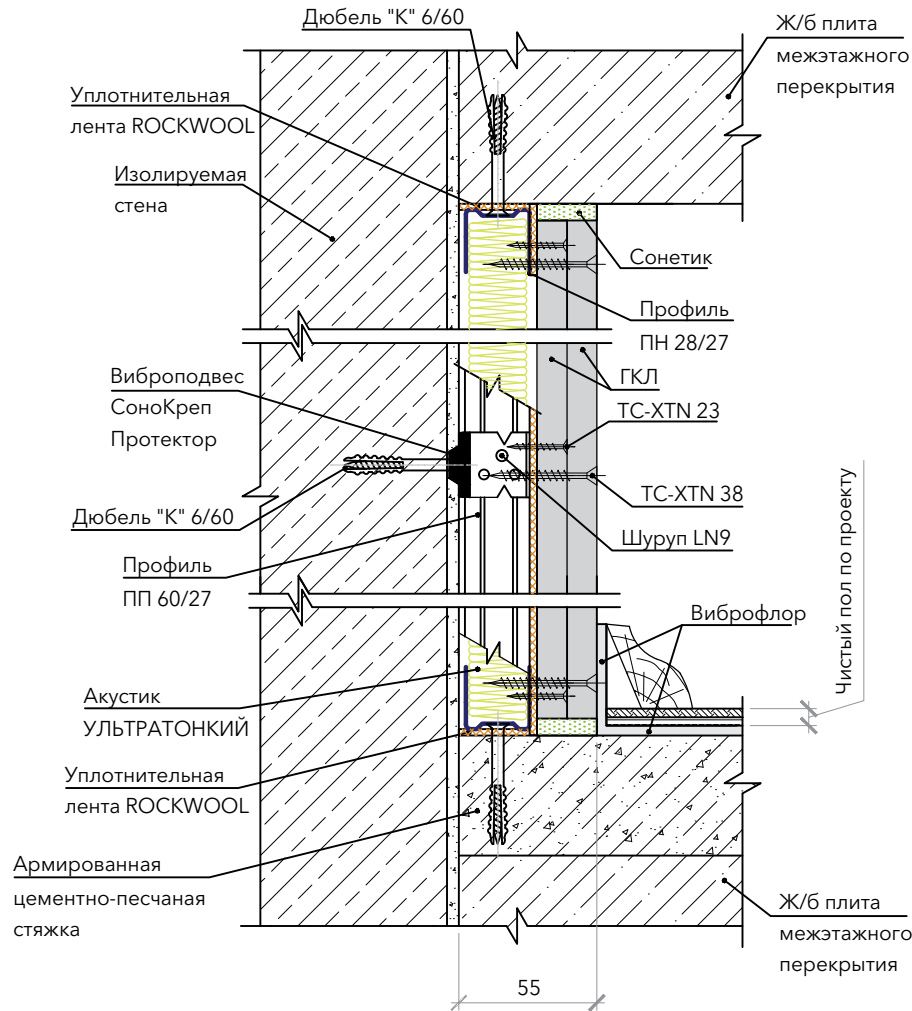 Дюбель "К" 6/60
Ж/б плита
межэтажного
перекрытия
Уплотнительная
лента ROCKWOOL
Изолируемая
стена
Сонетик
Профиль
ПН 28/27
ГКЛ
Виброподвес
СоноКреп
Протектор
ТС-XTN 23
ТС-XTN 38
Дюбель "К" 6/60
Шуруп LN9
Профиль
ПП 60/27
Виброфлор
Чистый пол по проекту
Акустик
УЛЬТРАТОНКИЙ
Уплотнительная
лента ROCKWOOL
Армированная
цементно-песчаная
стяжка
Ж/б плита
межэтажного
перекрытия
55